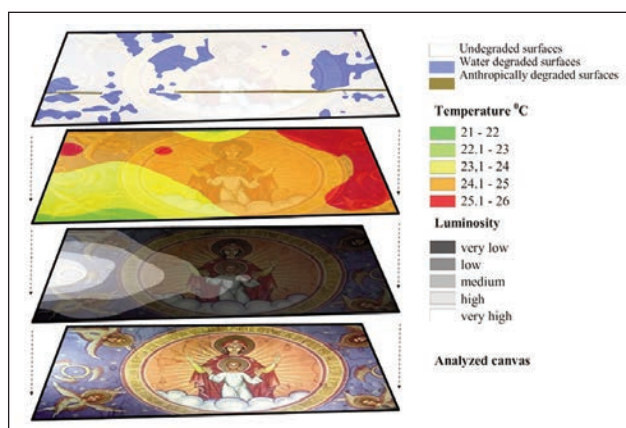 Undegraded surfaces
Water degraded surfaces
Anthropically degraded surfaces
Temperature ⁰C
21 - 22
22.1 - 23
23,1 - 24
24.1 - 25
25.1 - 26
Luminosity
very low
low
medium
high
very high
Analyzed canvas